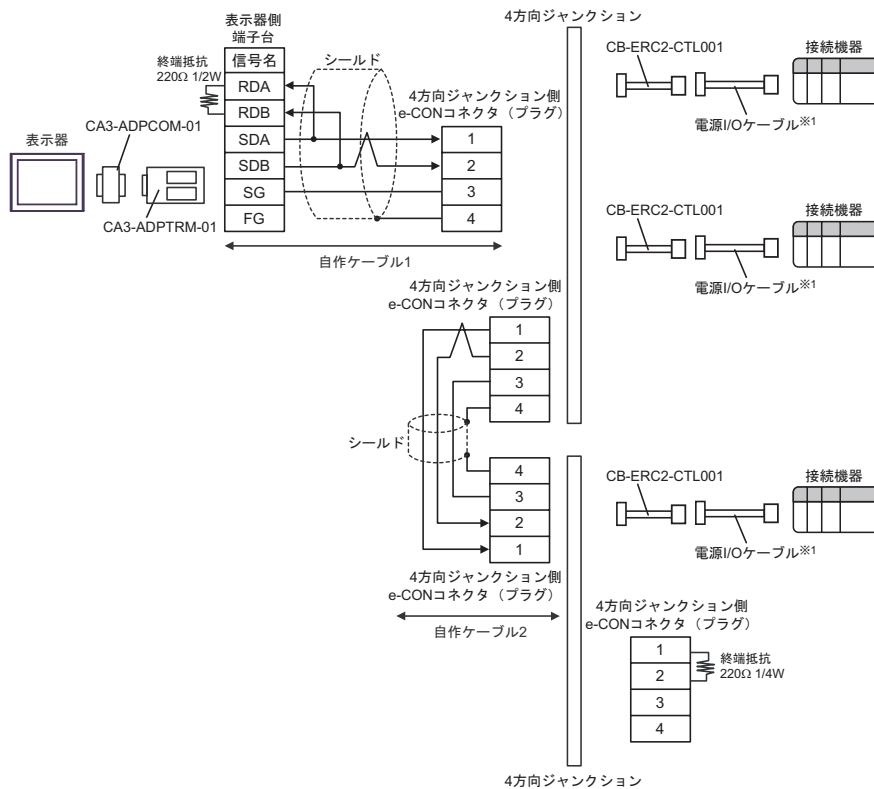 4方向ジャンクション
表示器側
端子台
終端抵抗
220Ω 1/2W
信号名
RDA
RDB
SDA
SDB
SG
FG
シールド
4方向ジャンクション側
e-CONコネクタ（プラグ）
1
2
3
4
表示器
CA3-ADPCOM-01
CA3-ADPTRM-01
自作ケーブル1
CB-ERC2-CTL001
接続機器
電源I/Oケーブル※1
CB-ERC2-CTL001
接続機器
電源I/Oケーブル※1
4方向ジャンクション側
e-CONコネクタ（プラグ）
1
2
3
4
シールド
4
3
2
1
4方向ジャンクション側
e-CONコネクタ（プラグ）
自作ケーブル2
CB-ERC2-CTL001
接続機器
電源I/Oケーブル※1
4方向ジャンクション側
e-CONコネクタ（プラグ）
1
2
3
4
終端抵抗
220Ω 1/4W
4方向ジャンクション